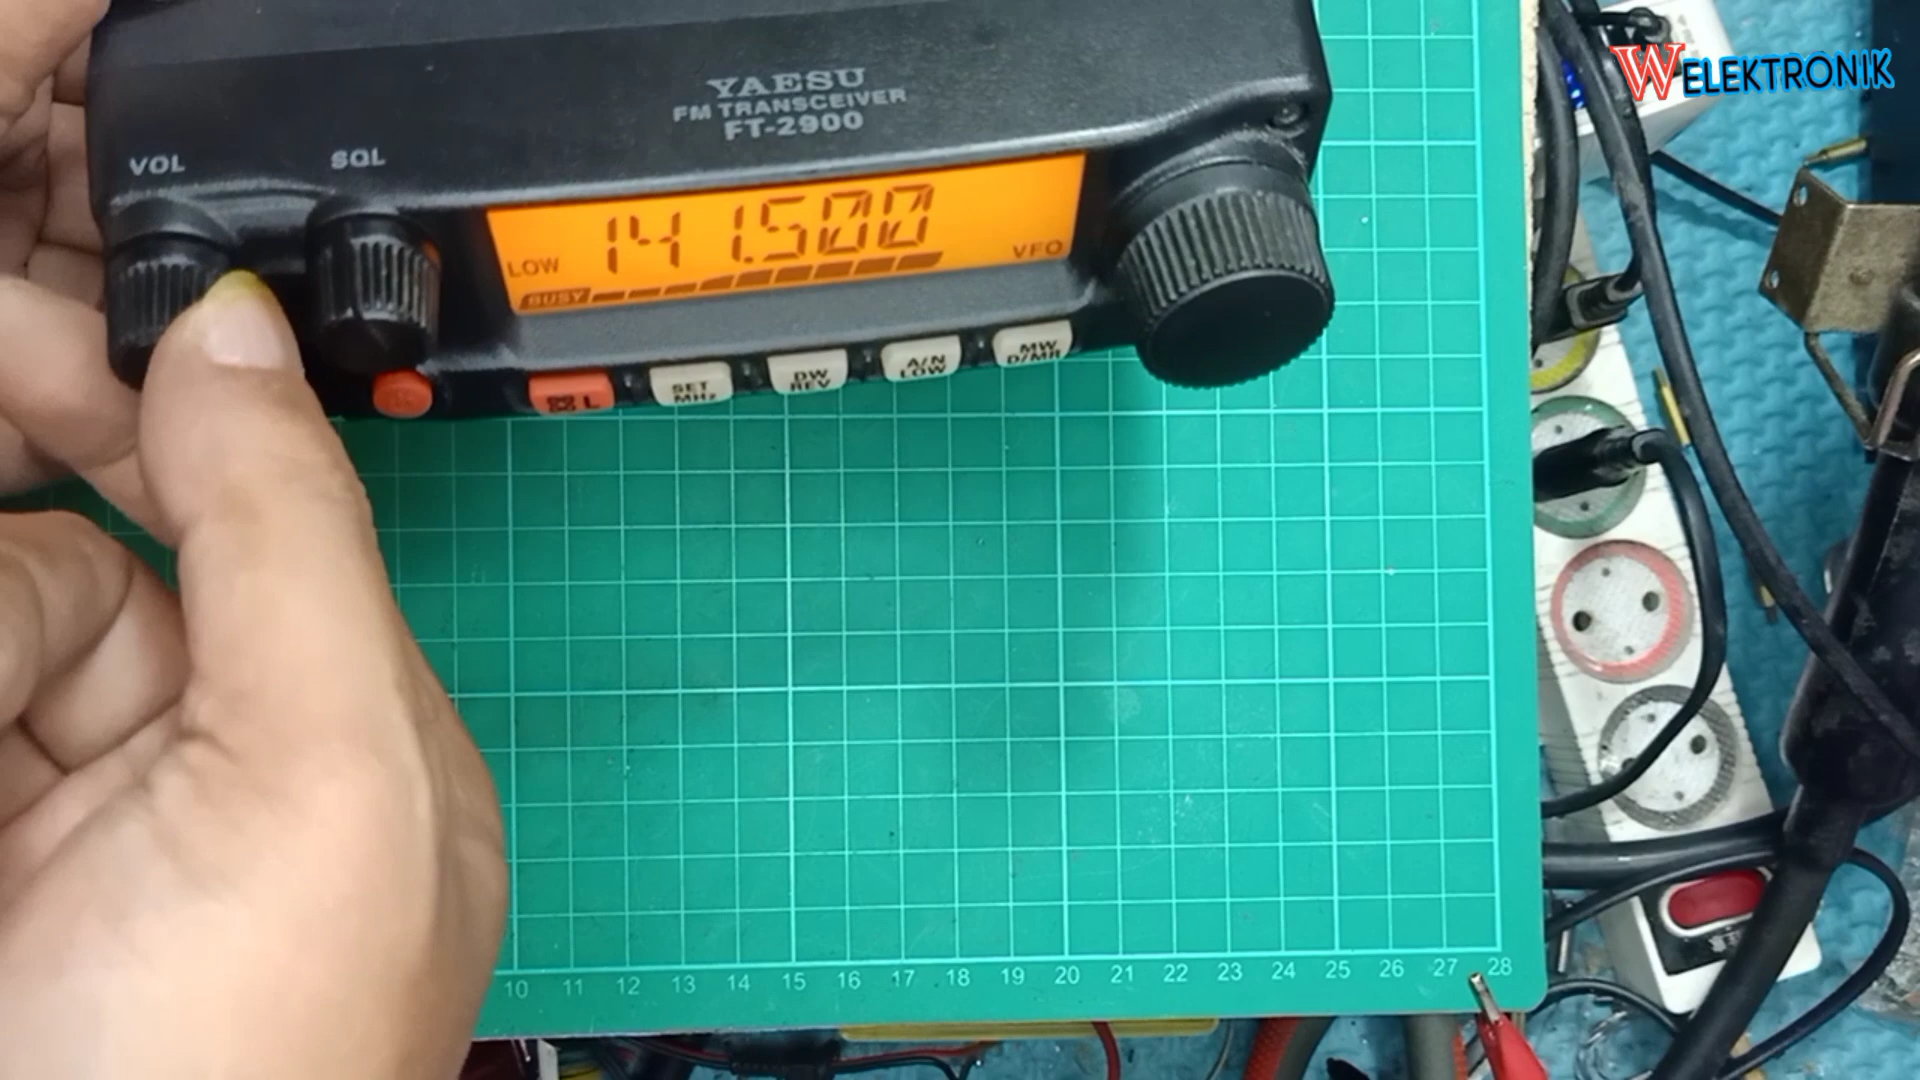 WELEKTRONIK
YAESU
FM TRANSCEIVER
FT-2900
VOL
SQL
141.500
LOW
VFO
BUSY
L
SET
MHz
DW
REV
A/N
LOW
MW
D/MR
10 11 12 13 14 15 16 17 18 19 20 21 22 23 24 25 26 27 28